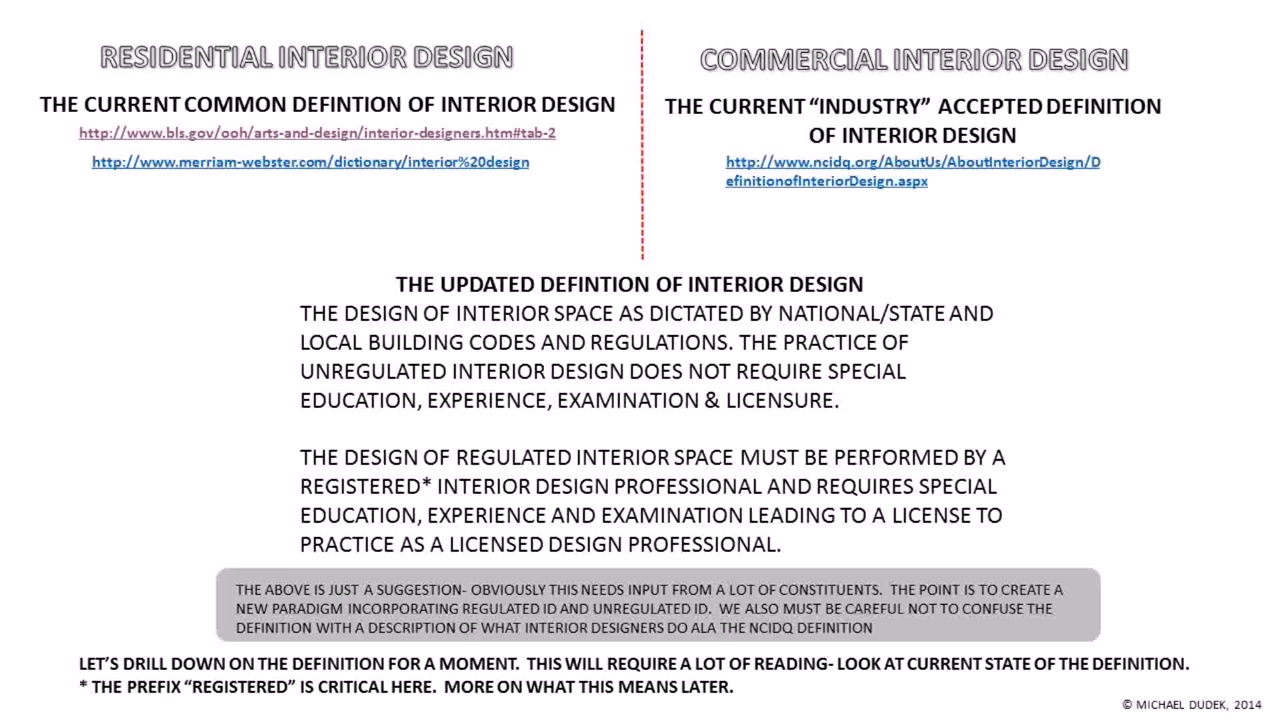 RESIDENTIAL INTERIOR DESIGN
THE CURRENT COMMON DEFINTION OF INTERIOR DESIGN
http://www.bls.gov/ooh/arts-and-design/interior-designers.htm#tab-2
http://www.merriam-webster.com/dictionary/interior%20design
COMMERCIAL INTERIOR DESIGN
THE CURRENT “INDUSTRY” ACCEPTED DEFINITION
OF INTERIOR DESIGN
http://www.ncidq.org/AboutUs/AboutInteriorDesign/D
efinitionofInteriorDesign.aspx
THE UPDATED DEFINTION OF INTERIOR DESIGN
THE DESIGN OF INTERIOR SPACE AS DICTATED BY NATIONAL/STATE AND
LOCAL BUILDING CODES AND REGULATIONS. THE PRACTICE OF
UNREGULATED INTERIOR DESIGN DOES NOT REQUIRE SPECIAL
EDUCATION, EXPERIENCE, EXAMINATION & LICENSURE.
THE DESIGN OF REGULATED INTERIOR SPACE MUST BE PERFORMED BY A
REGISTERED* INTERIOR DESIGN PROFESSIONAL AND REQUIRES SPECIAL
EDUCATION, EXPERIENCE AND EXAMINATION LEADING TO A LICENSE TO
PRACTICE AS A LICENSED DESIGN PROFESSIONAL.
THE ABOVE IS JUST A SUGGESTION- OBVIOUSLY THIS NEEDS INPUT FROM A LOT OF CONSTITUENTS. THE POINT IS TO CREATE A
NEW PARADIGM INCORPORATING REGULATED ID AND UNREGULATED ID. WE ALSO MUST BE CAREFUL NOT TO CONFUSE THE
DEFINITION WITH A DESCRIPTION OF WHAT INTERIOR DESIGNERS DO ALA THE NCIDQ DEFINITION
LET’S DRILL DOWN ON THE DEFINITION FOR A MOMENT. THIS WILL REQUIRE A LOT OF READING- LOOK AT CURRENT STATE OF THE DEFINITION.
* THE PREFIX “REGISTERED” IS CRITICAL HERE. MORE ON WHAT THIS MEANS LATER.
© MICHAEL DUDEK, 2014